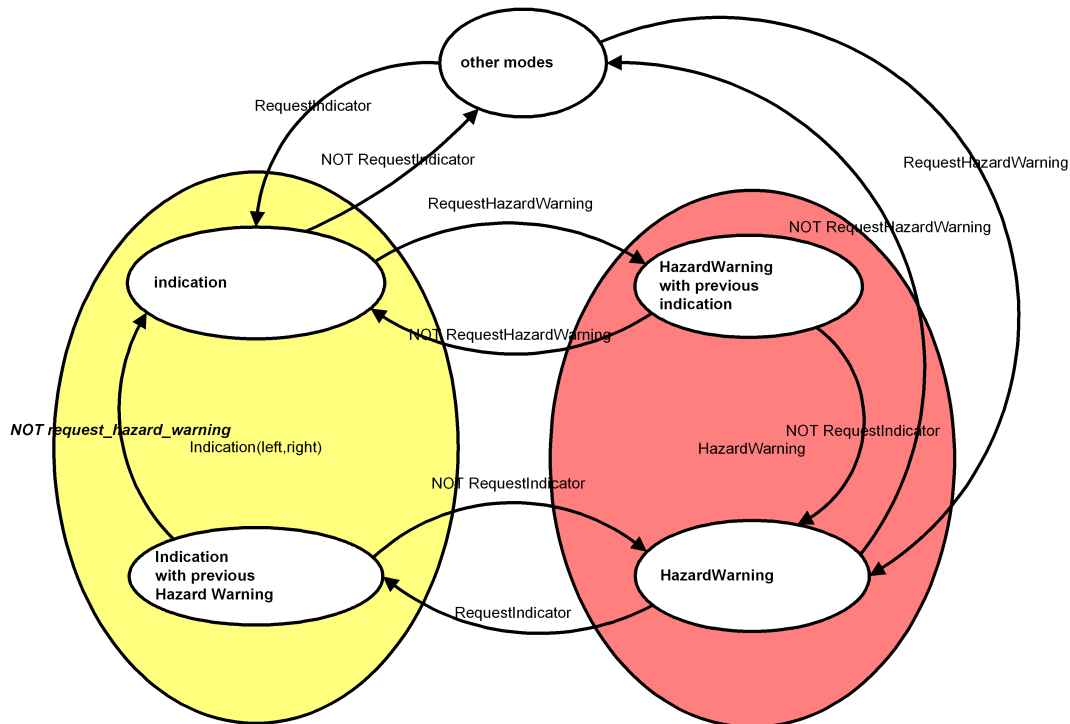 other modes
RequestIndicator
NOT RequestIndicator
RequestHazardWarning
RequestHazardWarning
NOT RequestHazardWarning
indication
HazardWarning
with previous
indication
NOT RequestHazardWarning
NOT request_hazard_warning
Indication(left,right)
NOT RequestIndicator
HazardWarning
NOT RequestIndicator
Indication
with previous
Hazard Warning
HazardWarning
RequestIndicator